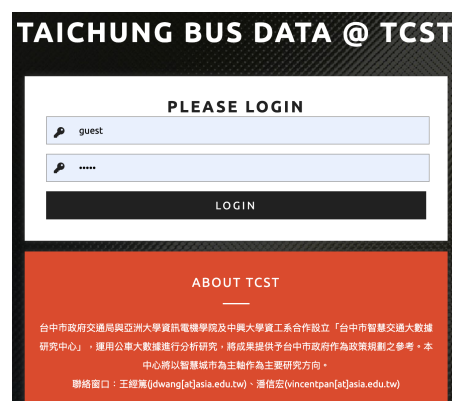 TAICHUNG BUS DATA @ TCST
PLEASE LOGIN
guest
•••••
LOGIN
ABOUT TCST
台中市政府交通局與亞洲大學資訊電機學院及中興大學資工系合作設立「台中市智慧交通大數據
研究中心」，運用公車大數據進行分析研究，將成果提供予台中市政府作為政策規劃之參考。本
中心將以智慧城市為主軸作為主要研究方向。
聯絡窗口：王經篤(jdwang[at]asia.edu.tw)、潘信宏(vincentpan[at]asia.edu.tw)